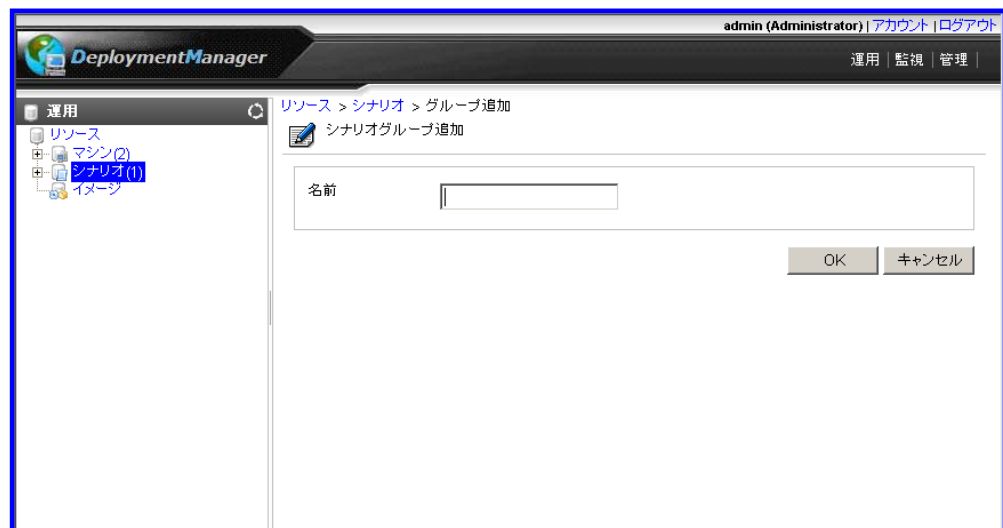 admin (Administrator) | アカウント | ログアウト
DeploymentManager
運用 | 監視 | 管理 |
運用
リソース
マシン(2)
シナリオ(1)
イメージ
リソース > シナリオ > グループ追加
シナリオグループ追加
名前
OK キャンセル